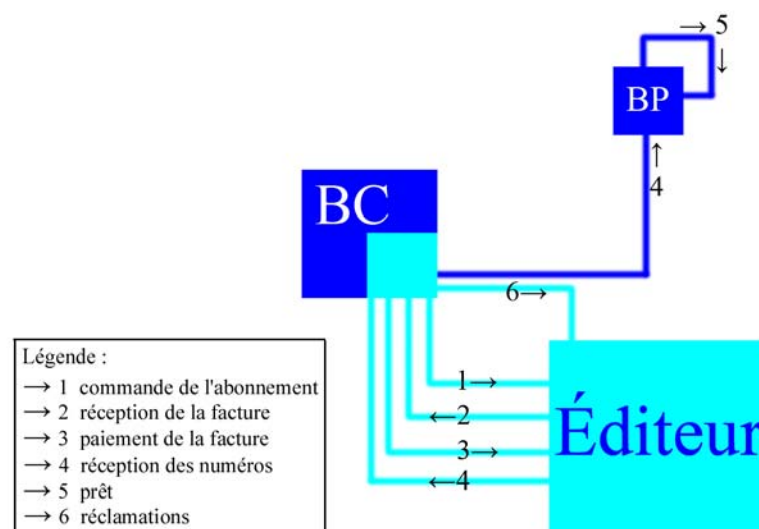 → 5
↓
BP
↑
4
BC
6→
1→
←2
3→
←4
Éditeur
Légende :
→ 1 commande de l'abonnement
→ 2 réception de la facture
→ 3 paiement de la facture
→ 4 réception des numéros
→ 5 prêt
→ 6 réclamations